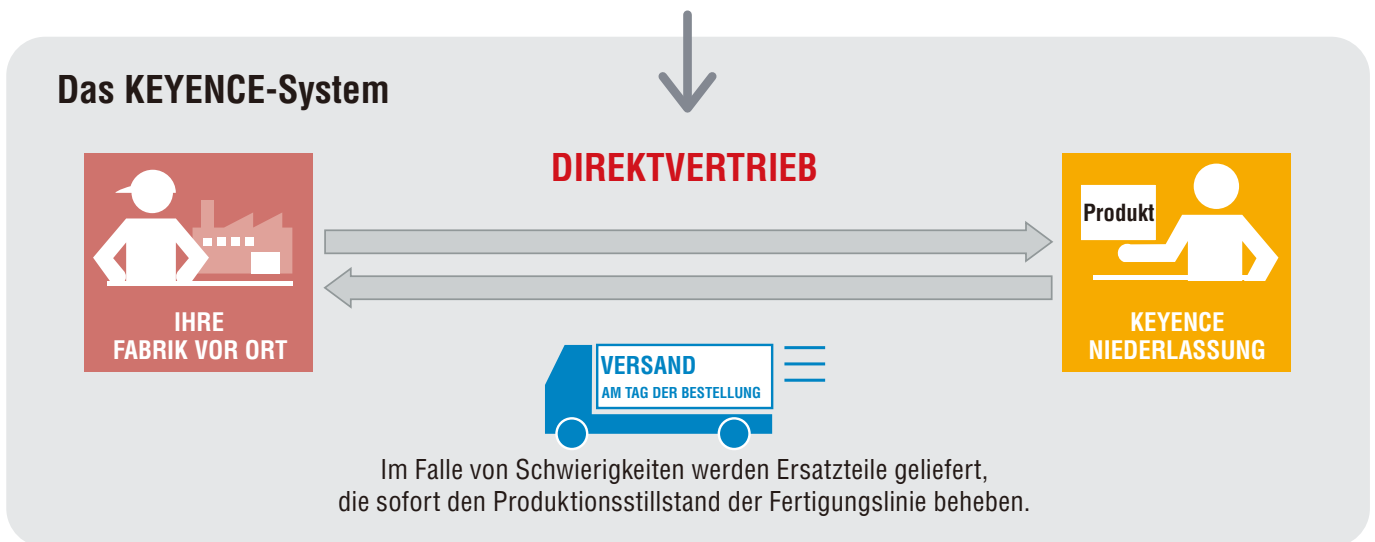 Das KEYENCE-System
DIREKTVERTRIEB
Produkt
IHRE
FABRIK VOR ORT
KEYENCE
NIEDERLASSUNG
VERSAND
AM TAG DER BESTELLUNG
Im Falle von Schwierigkeiten werden Ersatzteile geliefert,
die sofort den Produktionsstillstand der Fertigungslinie beheben.